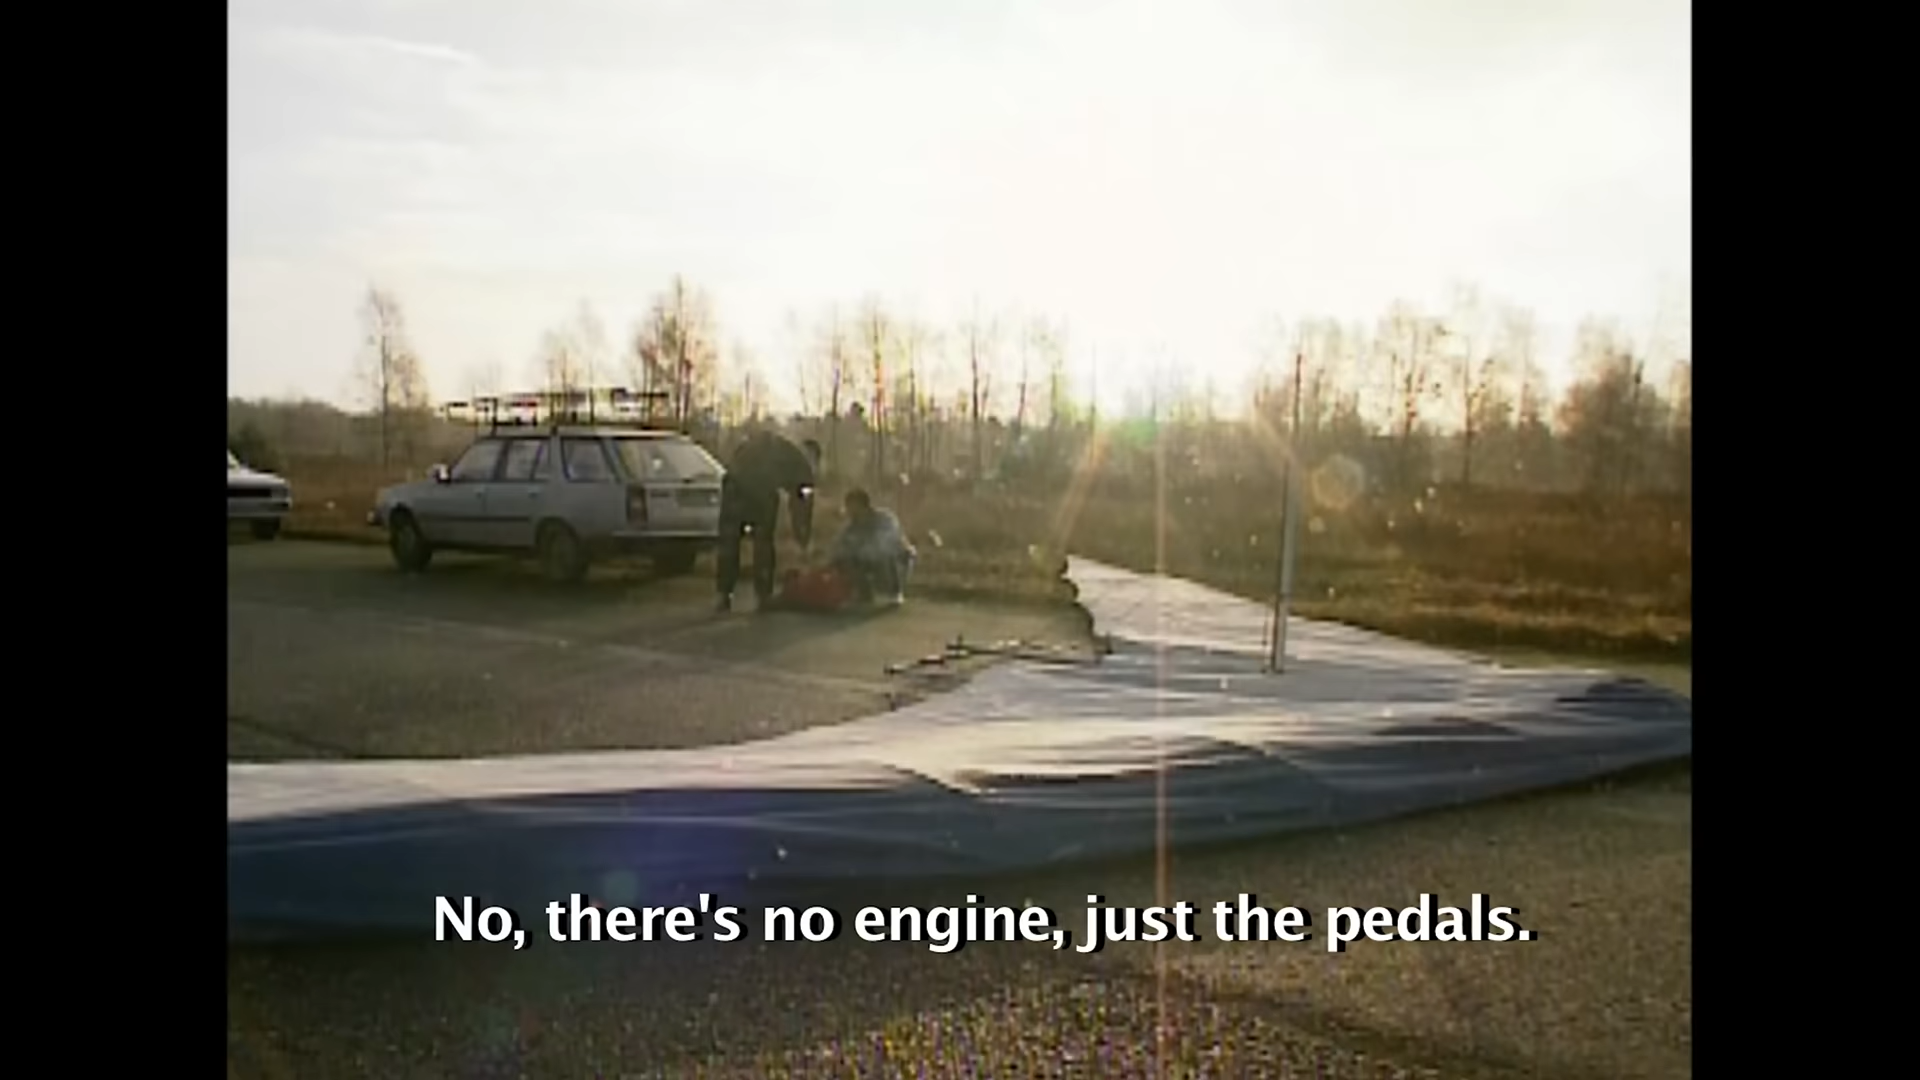 No, there's no engine, just the pedals.